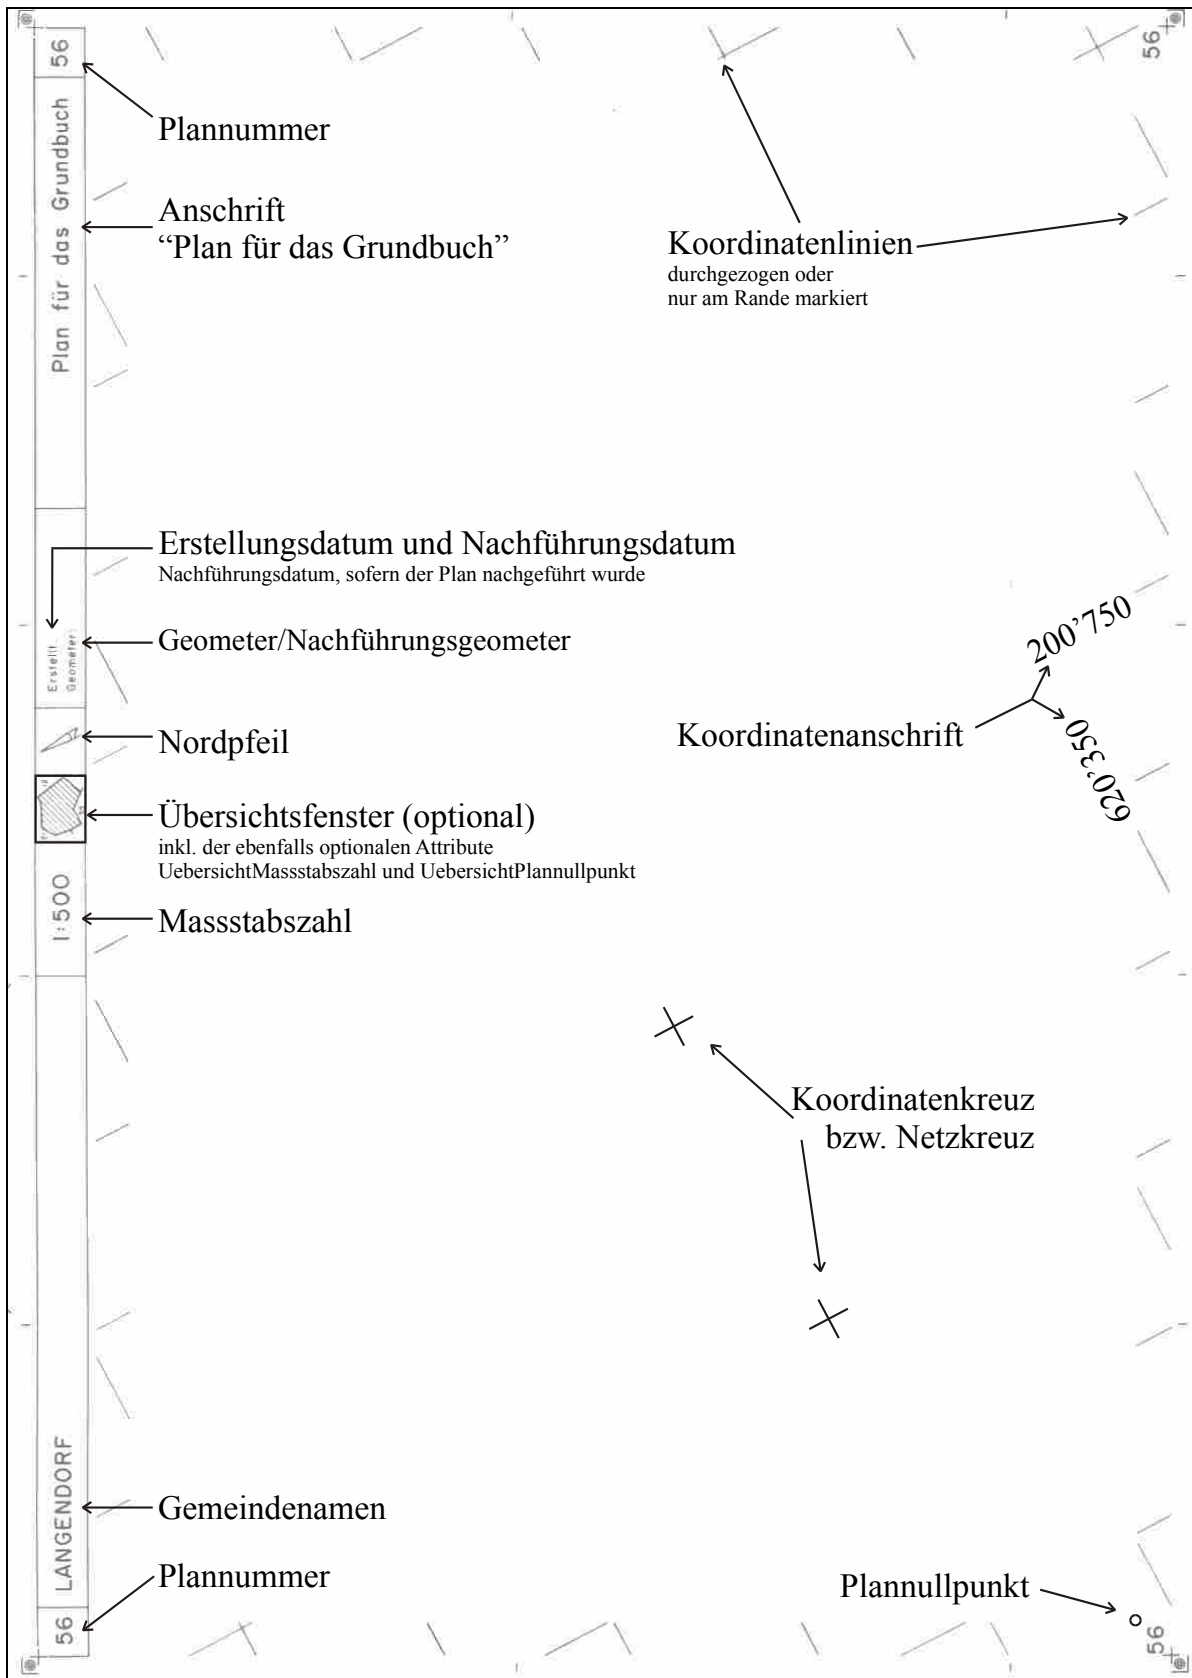 56
56
Plannummer
Plan für das Grundbuch
Anschrift
“Plan für das Grundbuch”
Koordinatenlinien
durchgezogen oder
nur am Rande markiert
Erstellungsdatum und Nachführungsdatum
Nachführungsdatum, sofern der Plan nachgeführt wurde
Erstellt:
Geometer:
Geometer/Nachführungsgeometer
200’750
Koordinatenanschrift
620’350
Nordpfeil
Übersichtsfenster (optional)
inkl. der ebenfalls optionalen Attribute
UebersichtMassstabszahl und UebersichtPlannullpunkt
1:500
Massstabszahl
Koordinatenkreuz
bzw. Netzkreuz
LANGENDORF
Gemeindenamen
Plannummer
Plannullpunkt
56
56